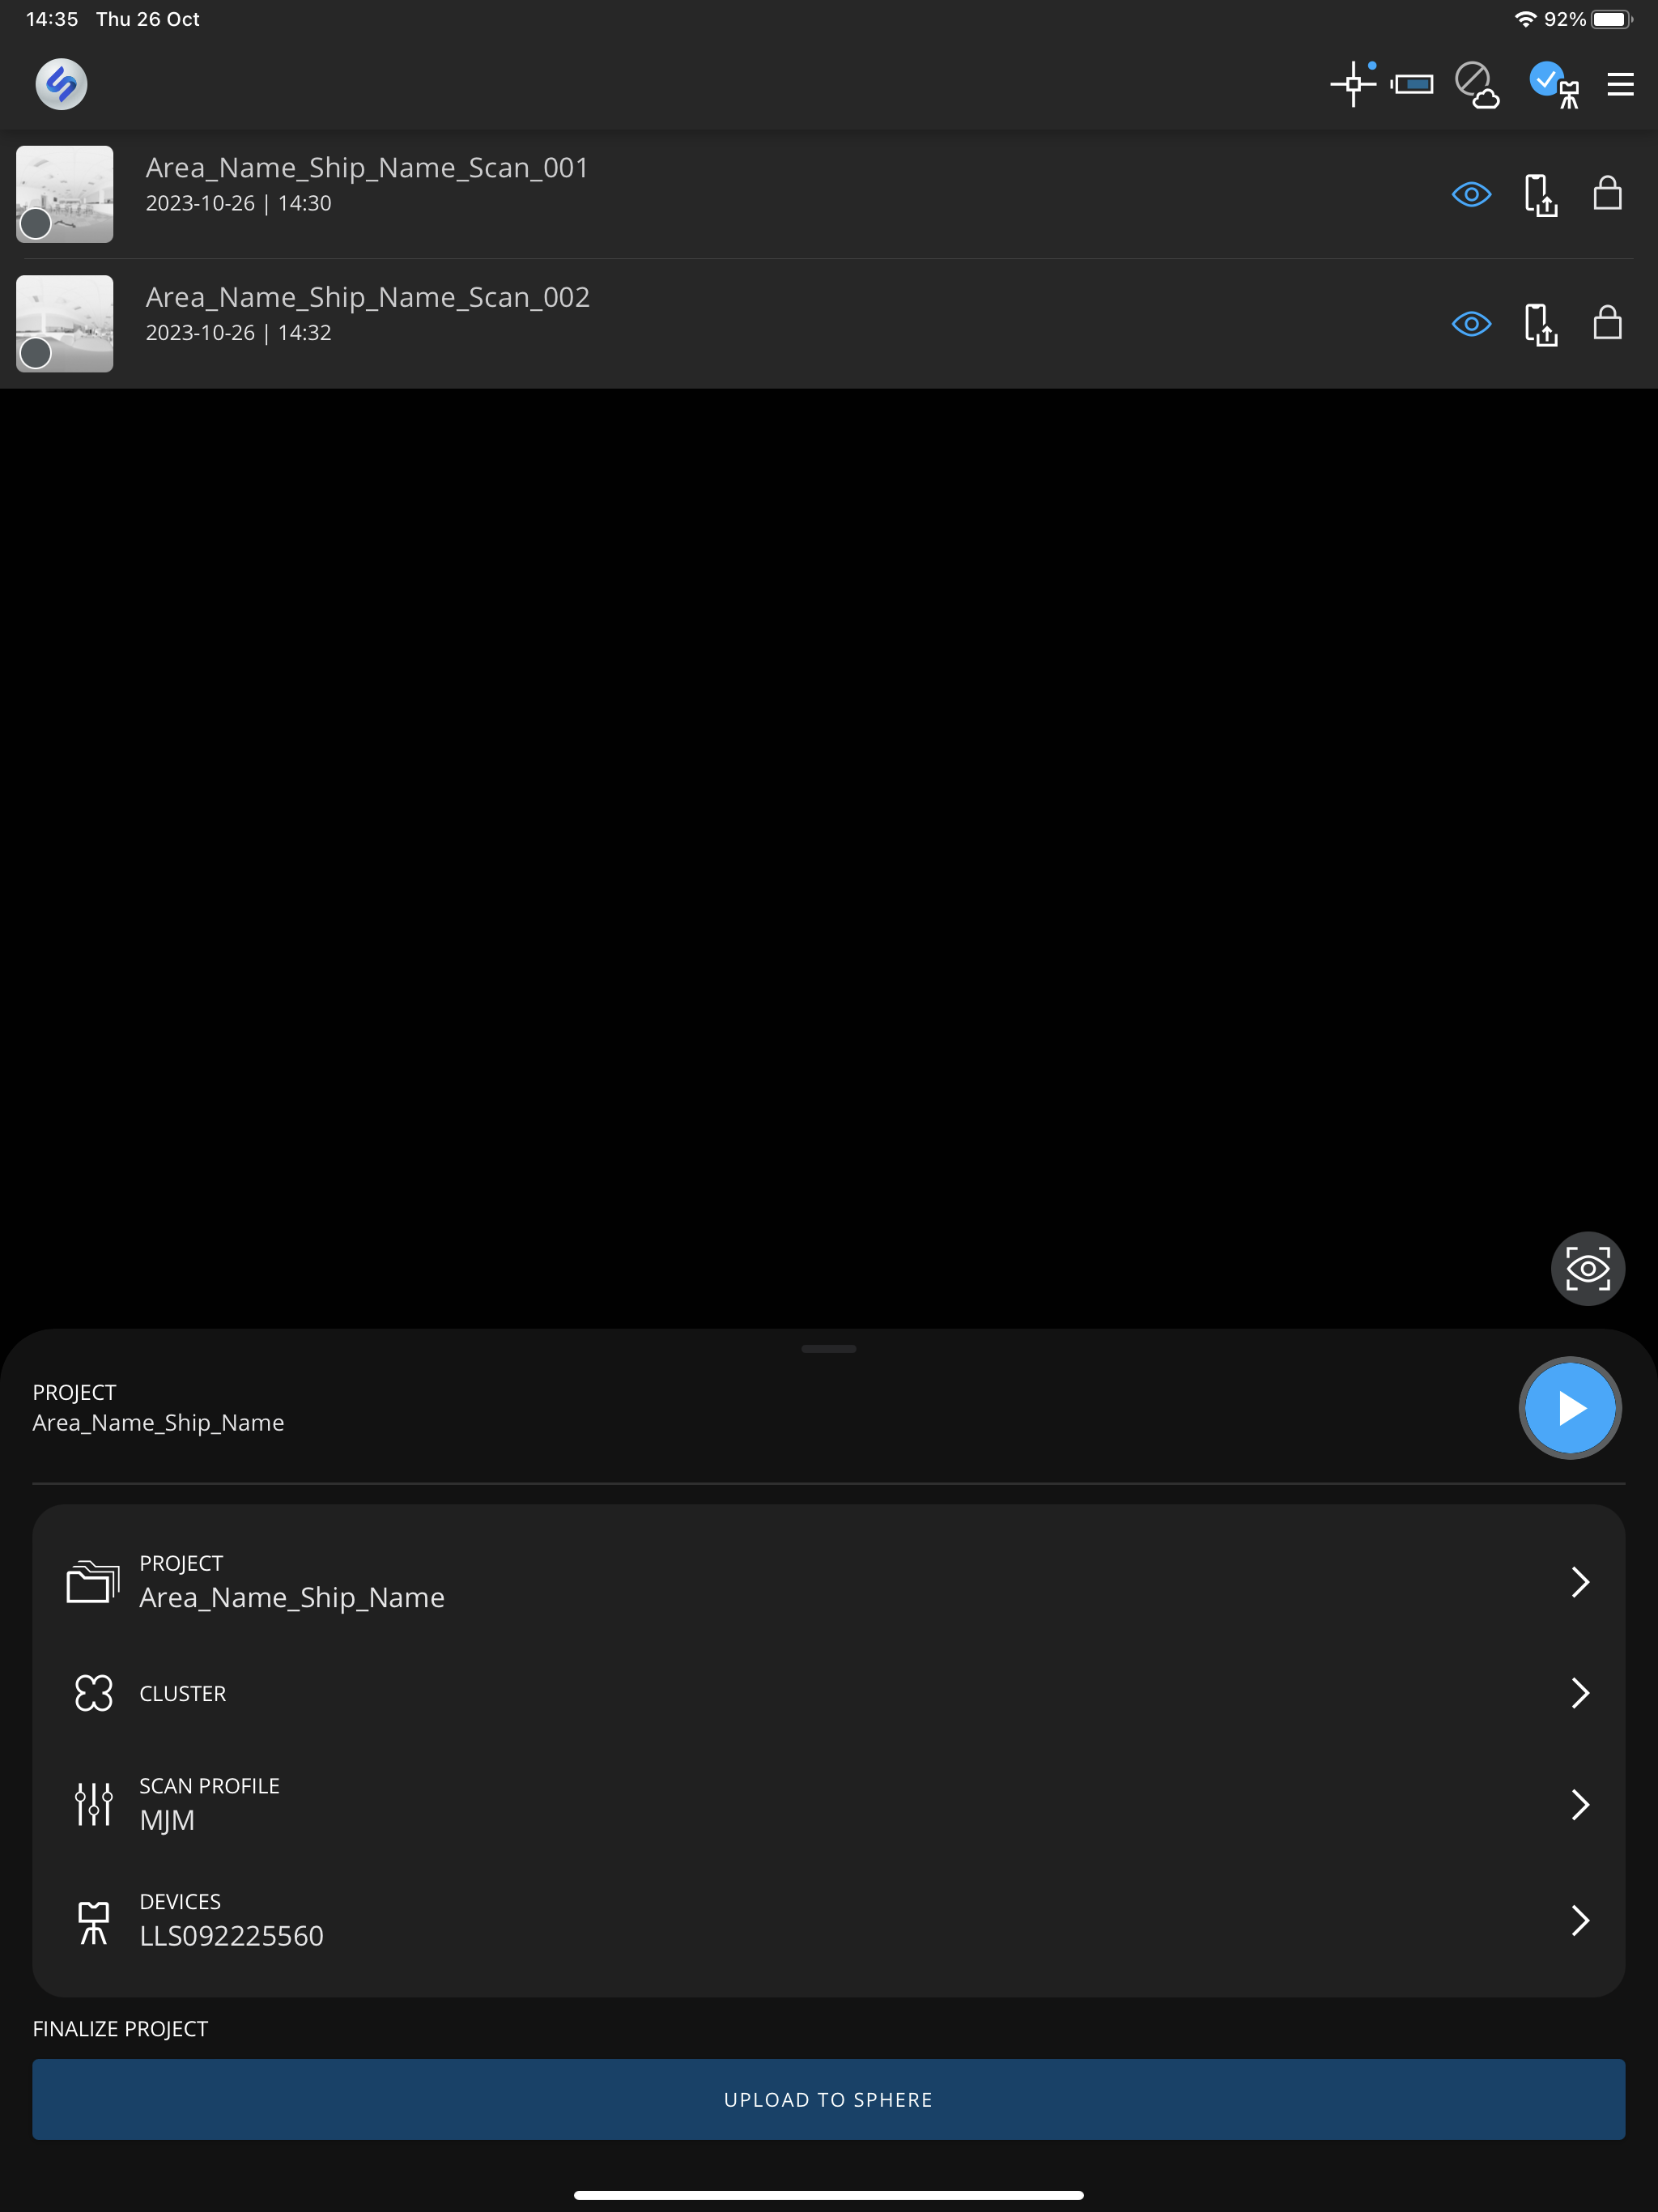 14:35 Thu 26 Oct 92%
Area_Name_Ship_Name_Scan_001
2023-10-26 | 14:30
Area_Name_Ship_Name_Scan_002
2023-10-26 | 14:32
PROJECT
Area_Name_Ship_Name
PROJECT
Area_Name_Ship_Name
CLUSTER
SCAN PROFILE
MJM
DEVICES
LLS092225560
FINALIZE PROJECT
UPLOAD TO SPHERE